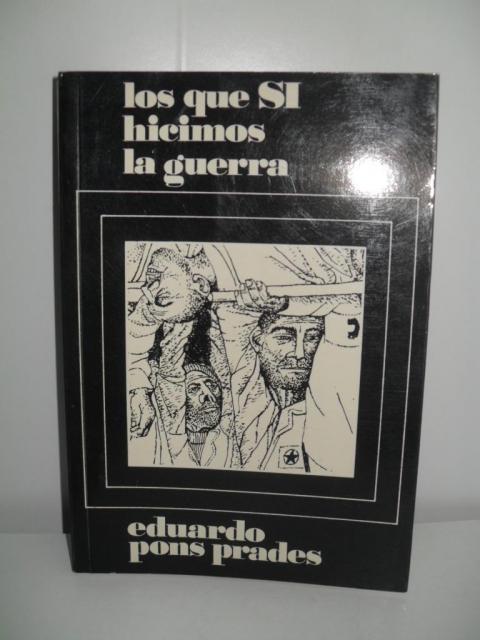 los que SI
hicimos
la guerra
eduardo
pons prades